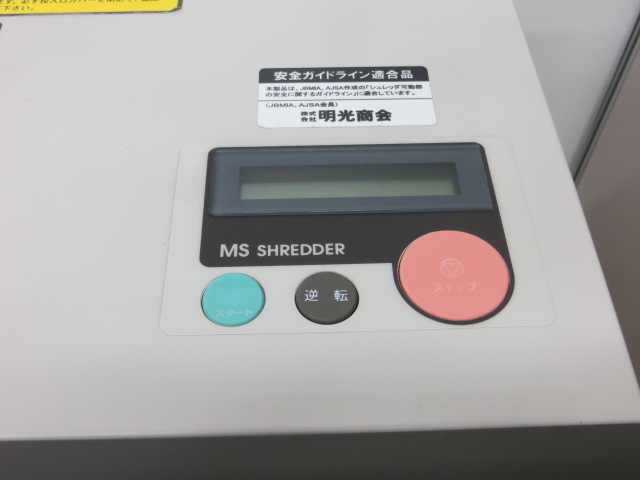 下さい。
安全ガイドライン適合品
本製品は、JBMIA、AJSA作成の「シュレッダ可動部
の安全に関するガイドライン」に適合しています。
(JBMIA、AJSA会員)
株式会社 明光商会
MS SHREDDER
スタート
逆 転
ストップ